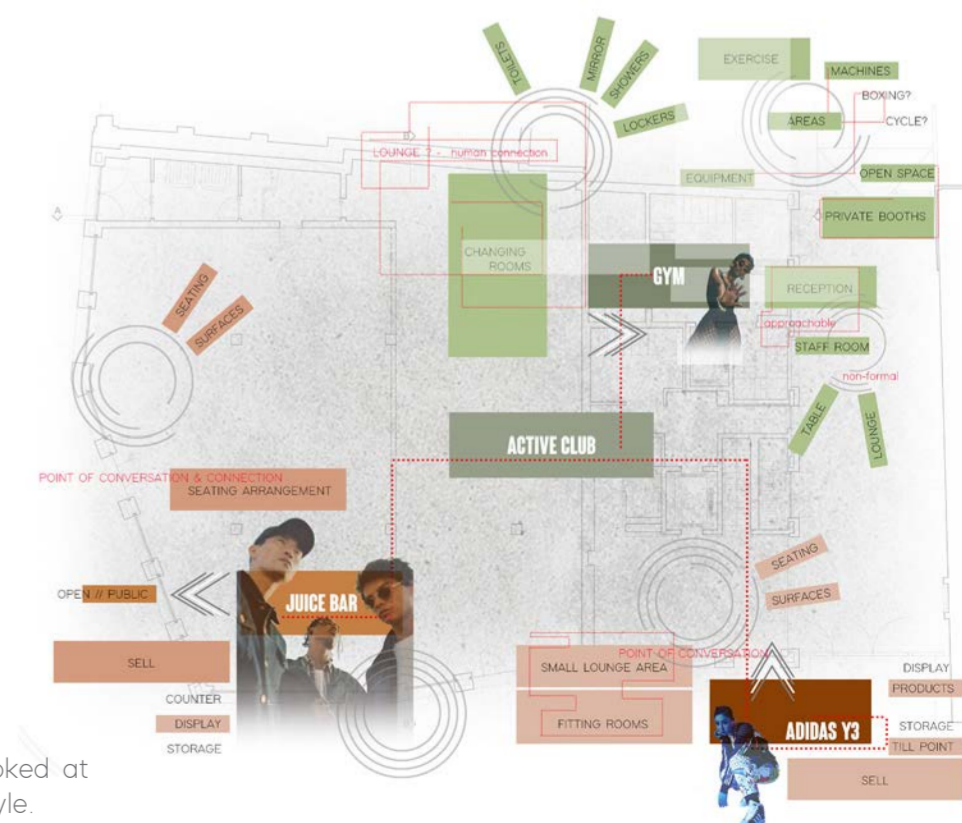 TOILETS
MIRROR
SHOWERS
LOCKERS
EXERCISE
MACHINES
BOXING?
AREAS
CYCLE?
LOUNGE ? - human connection
EQUIPMENT
OPEN SPACE
PRIVATE BOOTHS
CHANGING
ROOMS
GYM
RECEPTION
approachable
STAFF ROOM
non-formal
TABLE
LOUNGE
SEATING
SURFACES
ACTIVE CLUB
POINT OF CONVERSATION & CONNECTION
SEATING ARRANGEMENT
OPEN // PUBLIC
JUICE BAR
SELL
COUNTER
DISPLAY
STORAGE
SEATING
SURFACES
POINT OF CONVERSATION
SMALL LOUNGE AREA
FITTING ROOMS
ADIDAS Y3
DISPLAY
PRODUCTS
STORAGE
TILL POINT
SELL
at